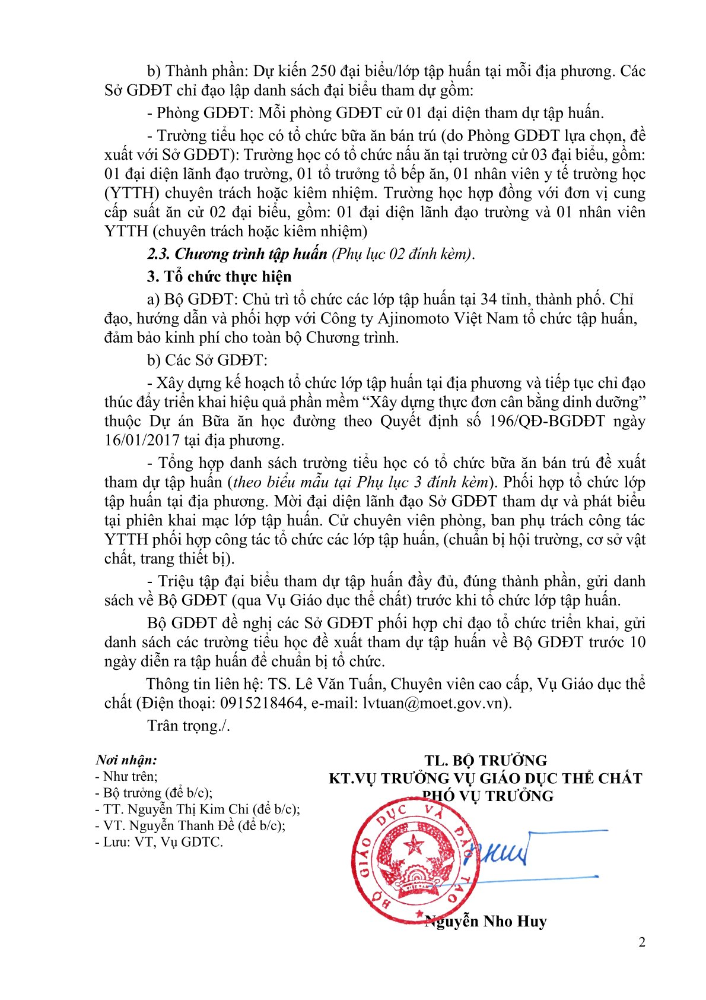 b) Thành phần: Dự kiến 250 đại biểu/lớp tập huấn tại mỗi địa phương. Các
Sở GDĐT chỉ đạo lập danh sách đại biểu tham dự gồm:
- Phòng GDĐT: Mỗi phòng GDĐT cử 01 đại diện tham dự tập huấn.
- Trường tiểu học có tổ chức bữa ăn bán trú (do Phòng GDĐT lựa chọn, đề
xuất với Sở GDĐT): Trường học có tổ chức nấu ăn tại trường cử 03 đại biểu, gồm:
01 đại diện lãnh đạo trường, 01 tổ trưởng tổ bếp ăn, 01 nhân viên y tế trường học
(YTTH) chuyên trách hoặc kiêm nhiệm. Trường học hợp đồng với đơn vị cung
cấp suất ăn cử 02 đại biểu, gồm: 01 đại diện lãnh đạo trường và 01 nhân viên
YTTH (chuyên trách hoặc kiêm nhiệm)
2.3. Chương trình tập huấn (Phụ lục 02 đính kèm).
3. Tổ chức thực hiện
a) Bộ GDĐT: Chủ trì tổ chức các lớp tập huấn tại 34 tỉnh, thành phố. Chỉ
đạo, hướng dẫn và phối hợp với Công ty Ajinomoto Việt Nam tổ chức tập huấn,
đảm bảo kinh phí cho toàn bộ Chương trình.
b) Các Sở GDĐT:
- Xây dựng kế hoạch tổ chức lớp tập huấn tại địa phương và tiếp tục chỉ đạo
thúc đẩy triển khai hiệu quả phần mềm “Xây dựng thực đơn cân bằng dinh dưỡng”
thuộc Dự án Bữa ăn học đường theo Quyết định số 196/QĐ-BGDĐT ngày
16/01/2017 tại địa phương.
- Tổng hợp danh sách trường tiểu học có tổ chức bữa ăn bán trú đề xuất
tham dự tập huấn (theo biểu mẫu tại Phụ lục 3 đính kèm). Phối hợp tổ chức lớp
tập huấn tại địa phương. Mời đại diện lãnh đạo Sở GDĐT tham dự và phát biểu
tại phiên khai mạc lớp tập huấn. Cử chuyên viên phòng, ban phụ trách công tác
YTTH phối hợp công tác tổ chức các lớp tập huấn, (chuẩn bị hội trường, cơ sở vật
chất, trang thiết bị).
- Triệu tập đại biểu tham dự tập huấn đầy đủ, đúng thành phần, gửi danh
sách về Bộ GDĐT (qua Vụ Giáo dục thể chất) trước khi tổ chức lớp tập huấn.
Bộ GDĐT đề nghị các Sở GDĐT phối hợp chỉ đạo tổ chức triển khai, gửi
danh sách các trường tiểu học đề xuất tham dự tập huấn về Bộ GDĐT trước 10
ngày diễn ra tập huấn để chuẩn bị tổ chức.
Thông tin liên hệ: TS. Lê Văn Tuấn, Chuyên viên cao cấp, Vụ Giáo dục thể
chất (Điện thoại: 0915218464, e-mail: lvtuan@moet.gov.vn).
Trân trọng./.
Nơi nhận:
- Như trên;
- Bộ trưởng (để b/c);
- TT. Nguyễn Thị Kim Chi (để b/c);
- VT. Nguyễn Thanh Đề (để b/c);
- Lưu: VT, Vụ GDTC.
TL. BỘ TRƯỞNG
KT.VỤ TRƯỞNG VỤ GIÁO DỤC THỂ CHẤT
PHÓ VỤ TRƯỞNG
BỘ GIÁO DỤC VÀ ĐÀO TẠO
VIỆT NAM
Nguyễn Nho Huy
2